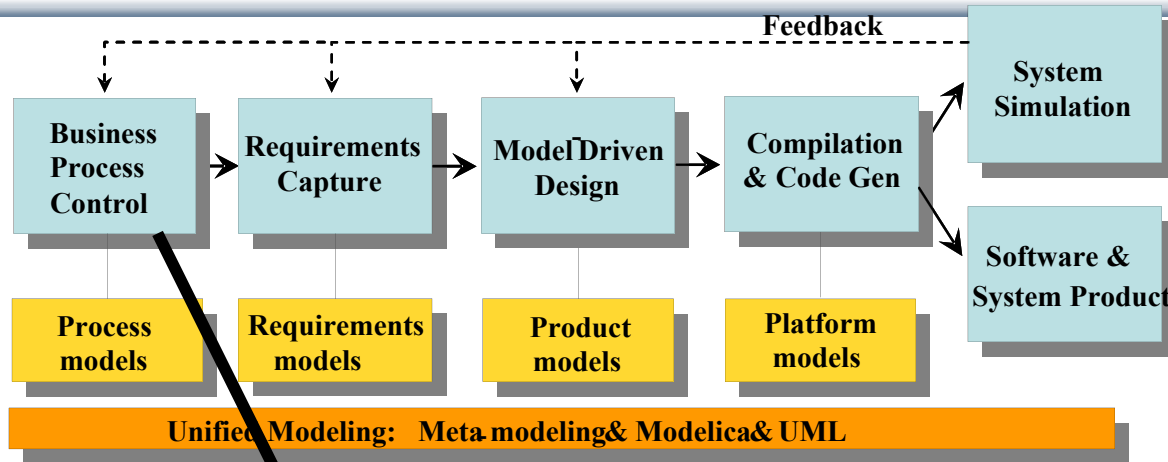 Feedback
Business
Process
Control
Requirements
Capture
Model-Driven
Design
Compilation
& Code Gen
System
Simulation
Software &
System Product
Process
models
Requirements
models
Product
models
Platform
models
Unified Modeling: Meta-modeling& Modelica& UML